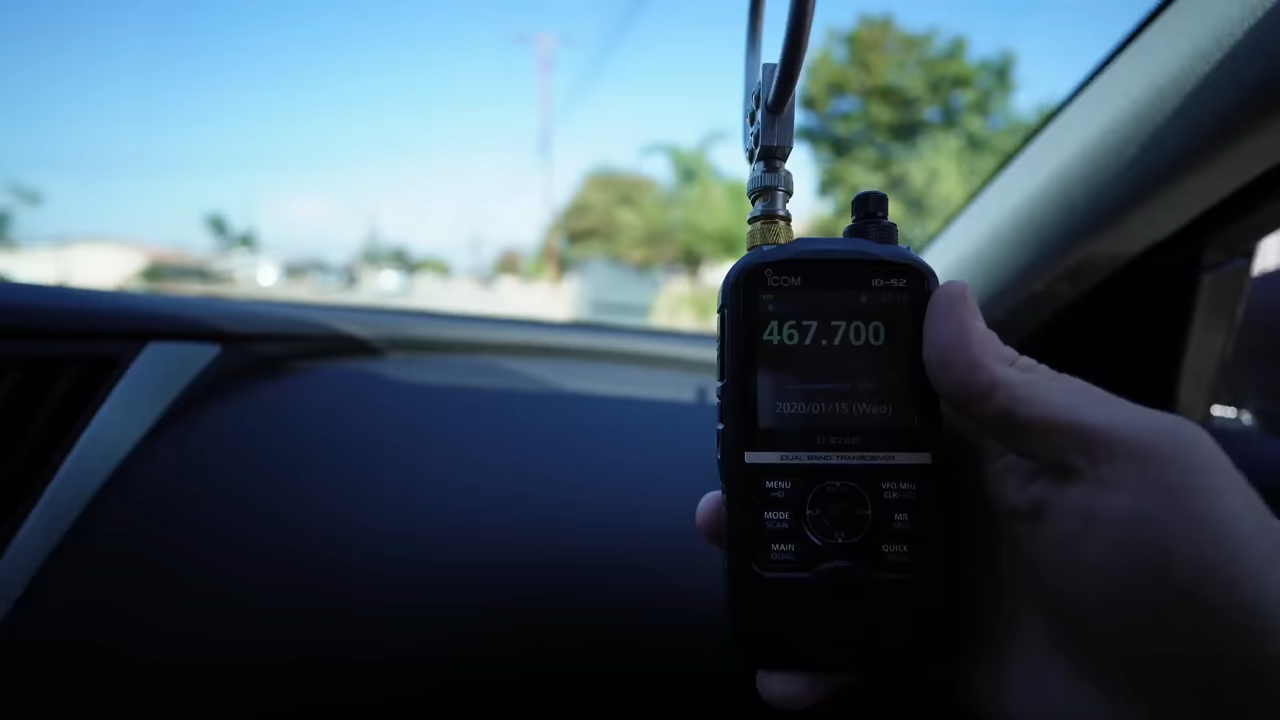 iCOM ID-52
467.700
2020/01/15 (Wed)
DUAL BAND TRANSCEIVER
MENU
VFO/MHz
CLR
MODE
SCAN
MR
MAIN
DUAL
QUICK